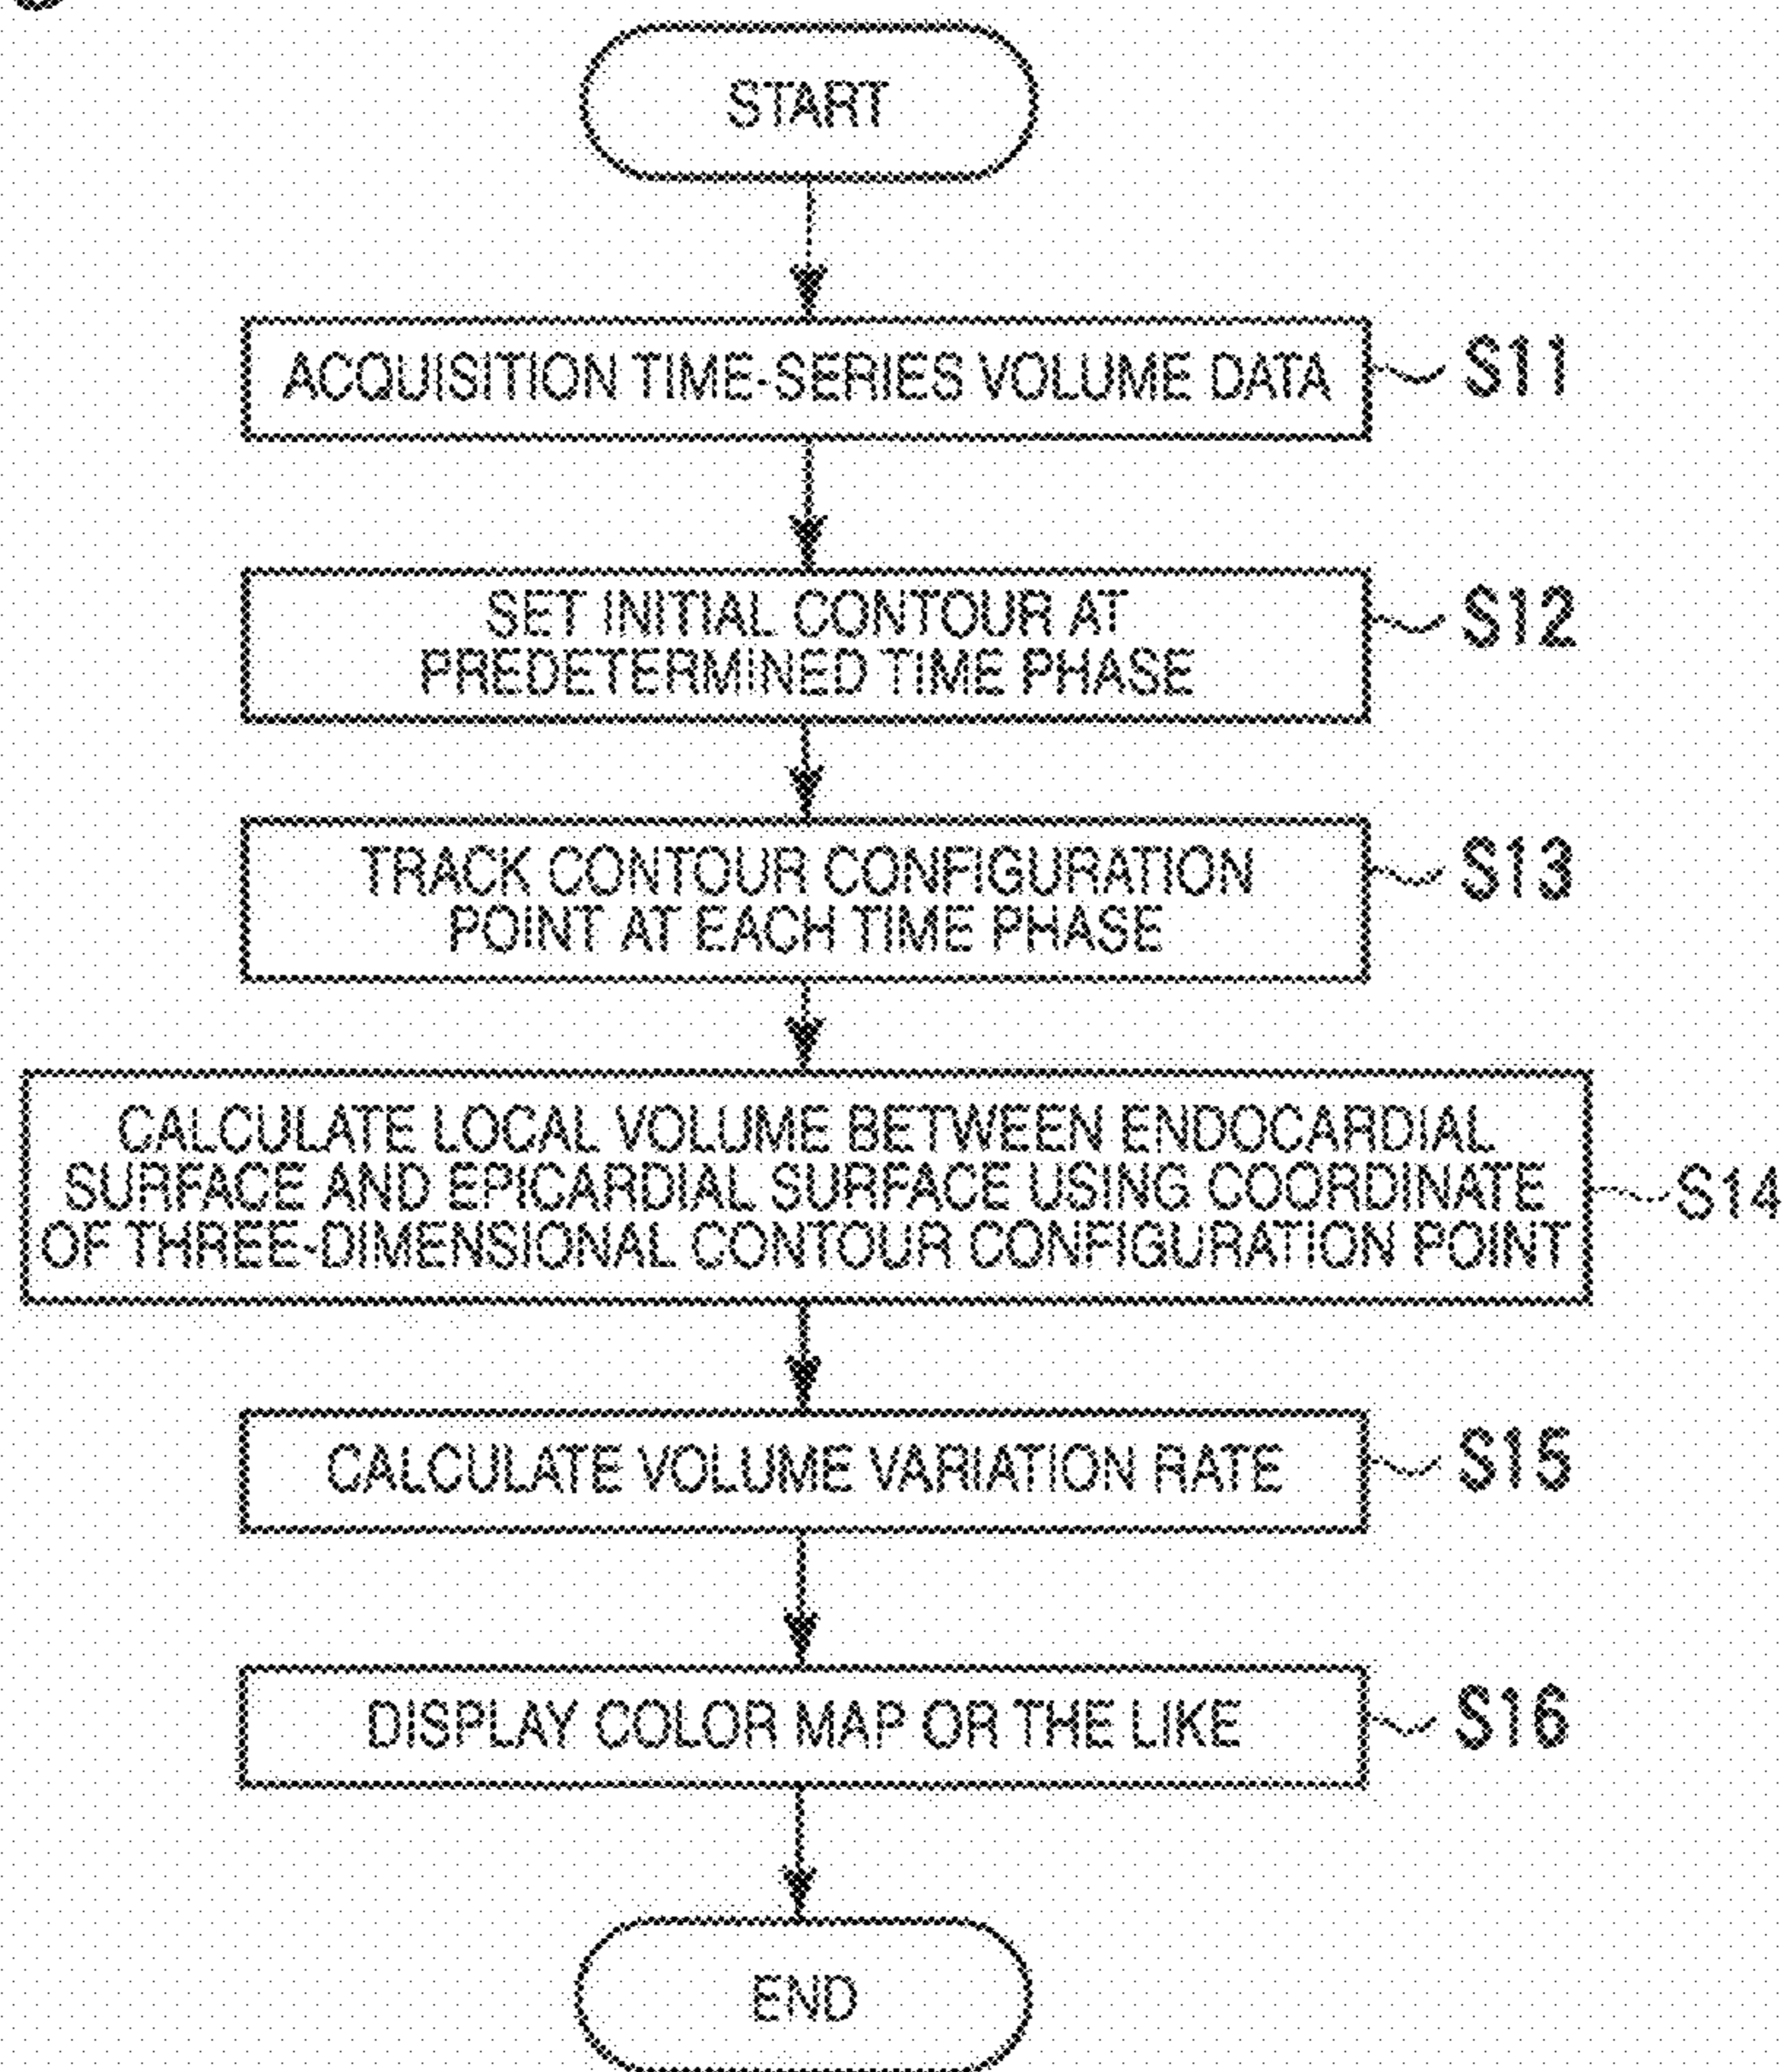 START
ACQUISITION TIME-SERIES VOLUME DATA
S11
SET INITIAL CONTOUR AT
PREDETERMINED TIME PHASE
S12
TRACK CONTOUR CONFIGURATION
POINT AT EACH TIME PHASE
S13
CALCULATE LOCAL VOLUME BETWEEN ENDOCARDIAL
SURFACE AND EPICARDIAL SURFACE USING COORDINATE
OF THREE-DIMENSIONAL CONTOUR CONFIGURATION POINT
S14
CALCULATE VOLUME VARIATION RATE
S15
DISPLAY COLOR MAP OR THE LIKE
S16
END